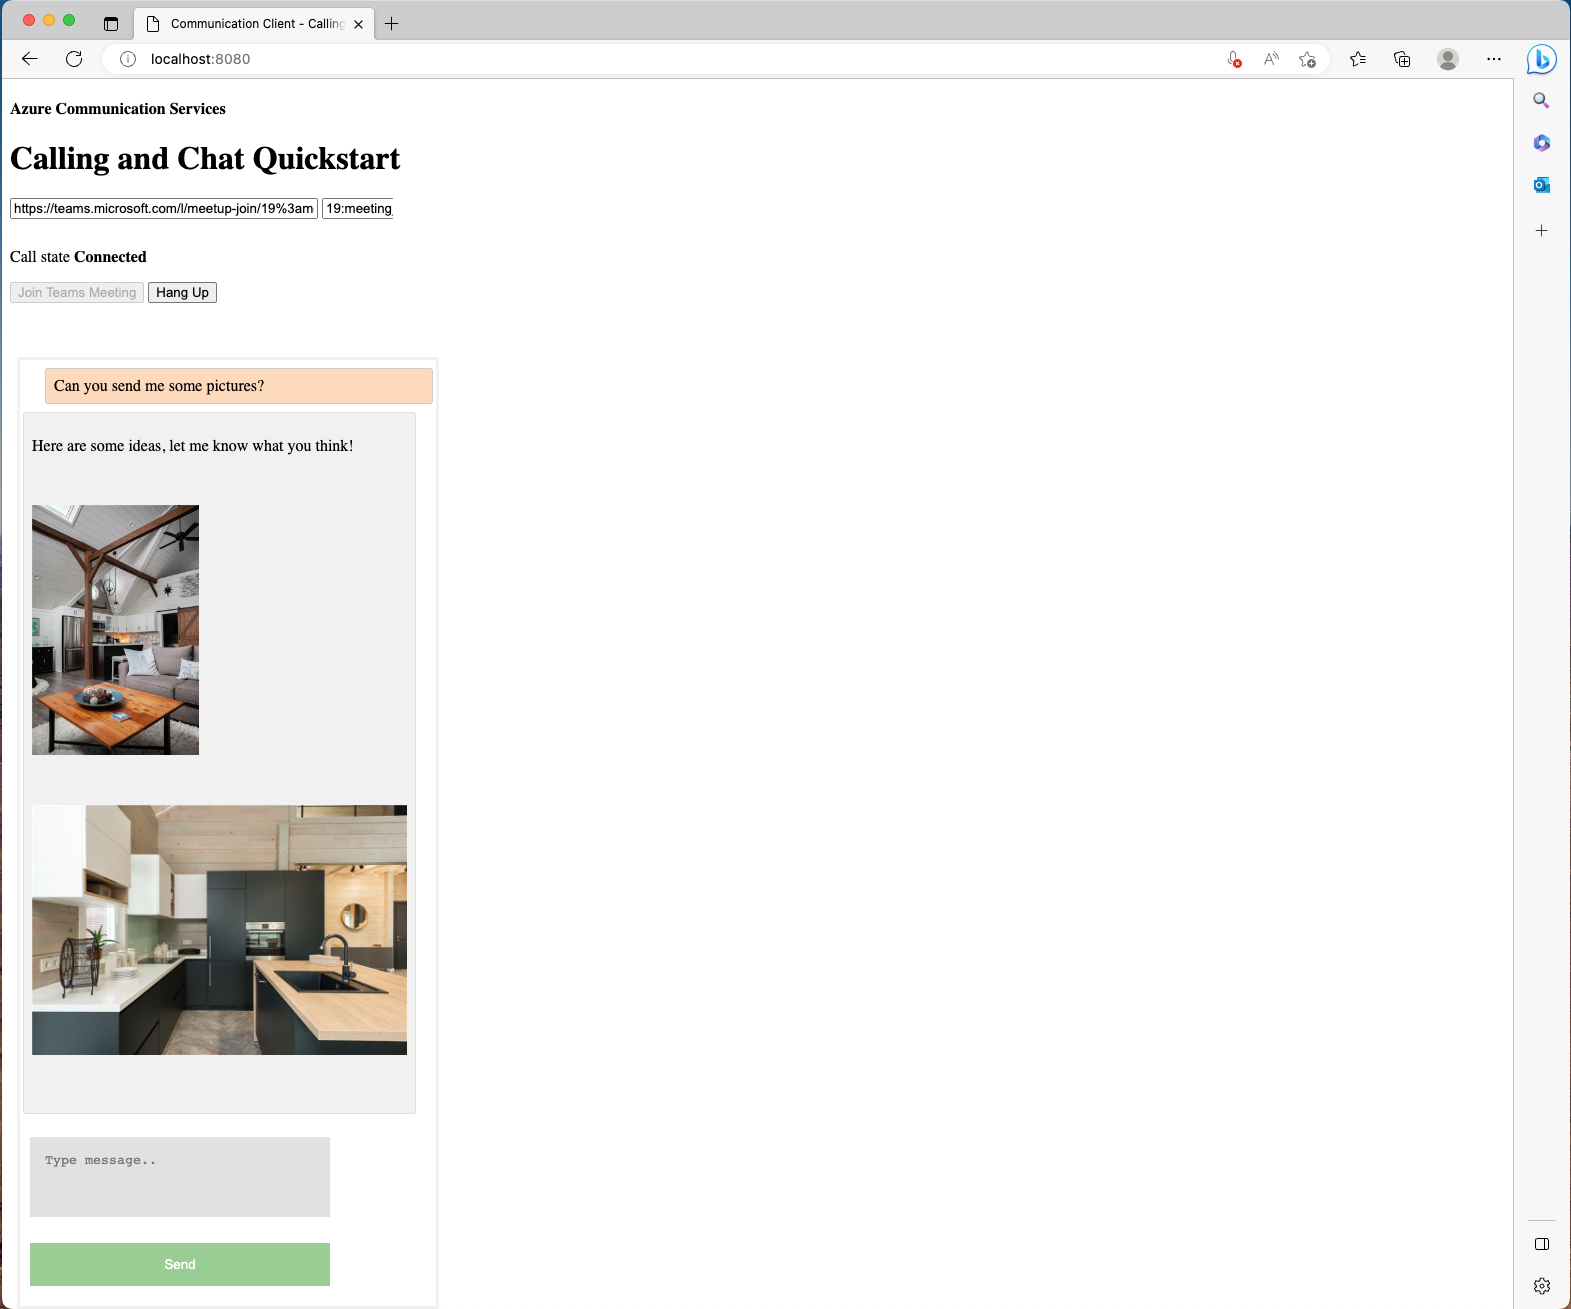 Communication Client - Calling
localhost:8080
Azure Communication Services
Calling and Chat Quickstart
https://teams.microsoft.com/l/meetup-join/19%3am 19:meeting_
Call state Connected
Join Teams Meeting Hang Up
Can you send me some pictures?
Here are some ideas, let me know what you think!
Type message..
Send